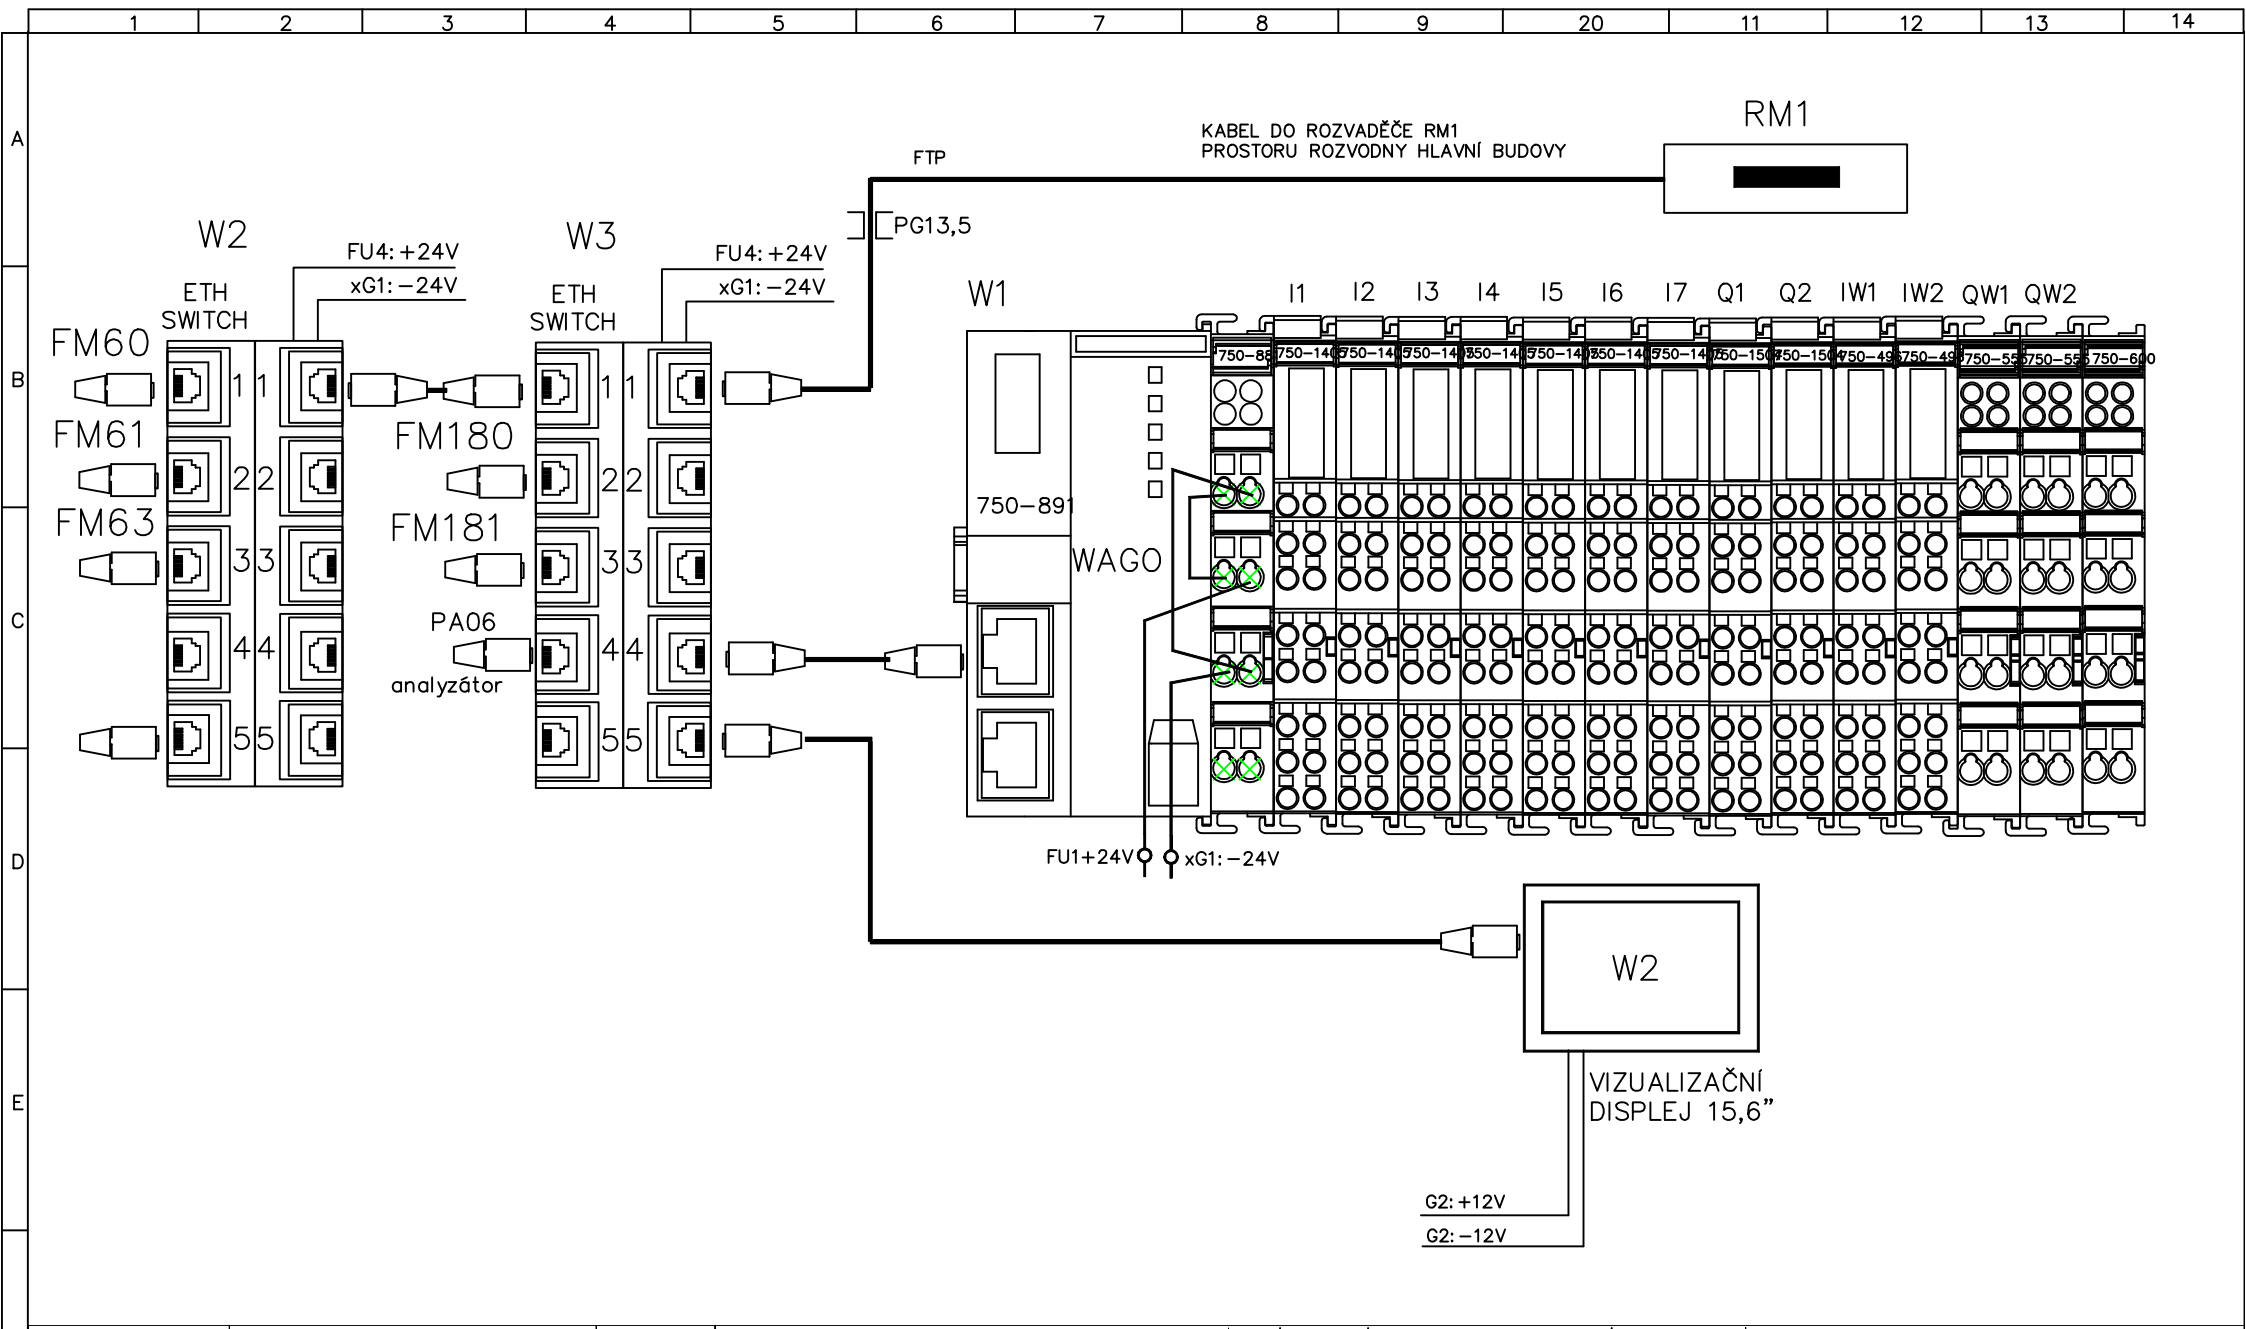 1 2 3 4 5 6 7 8 9 20 11 12 13 14
A
B
C
D
E
RM1
KABEL DO ROZVADĚČE RM1
PROSTORU ROZVODNY HLAVNÍ BUDOVY
FTP
PG13,5
W2
FU4:+24V
xG1:-24V
ETH
SWITCH
W3
FU4:+24V
xG1:-24V
ETH
SWITCH
FM60
FM61
FM63
1 1
2 2
3 3
4 4
5 5
FM180
FM181
PA06
analyzátor
1 1
2 2
3 3
4 4
5 5
W1
750-891
WAGO
I1 I2 I3 I4 I5 I6 I7 Q1 Q2 IW1 IW2 QW1 QW2
750-600
FU1+24V
xG1:-24V
W2
VIZUALIZAČNÍ
DISPLEJ 15,6”
G2:+12V
G2:-12V